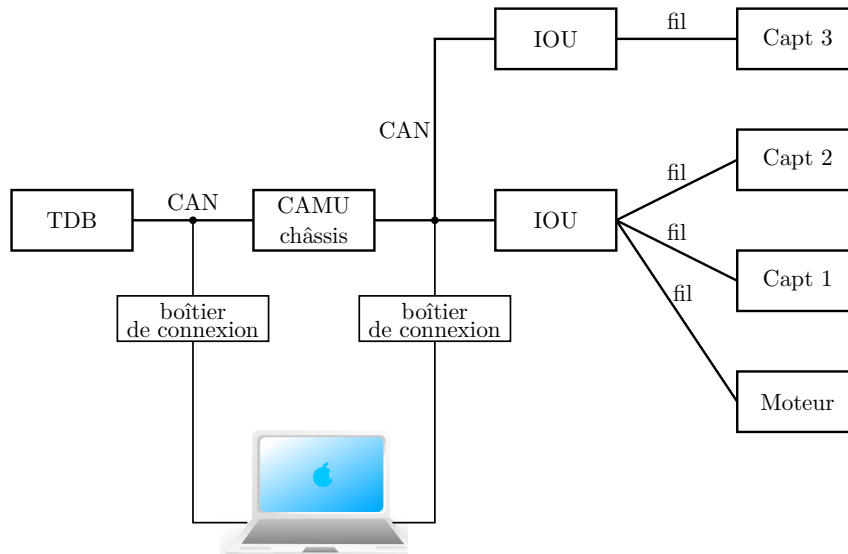 IOU
fil
Capt 3
CAN
fil
Capt 2
TDB
CAN
CAMU
châssis
IOU
fil
Capt 1
fil
boîtier
de connexion
boîtier
de connexion
Moteur